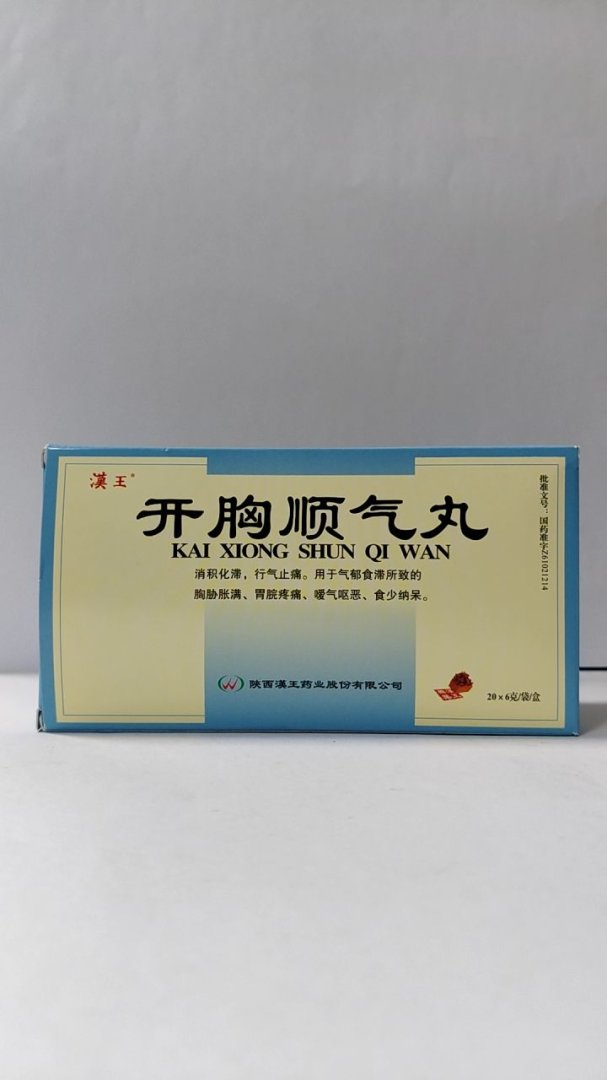 漢王®
开胸顺气丸
KAI XIONG SHUN QI WAN
消积化滞，行气止痛。用于气郁食滞所致的
胸胁胀满、胃脘疼痛、嗳气呕恶、食少纳呆。
陕西漢王药业股份有限公司
20×6克/袋/盒
批准文号：国药准字Z61021214